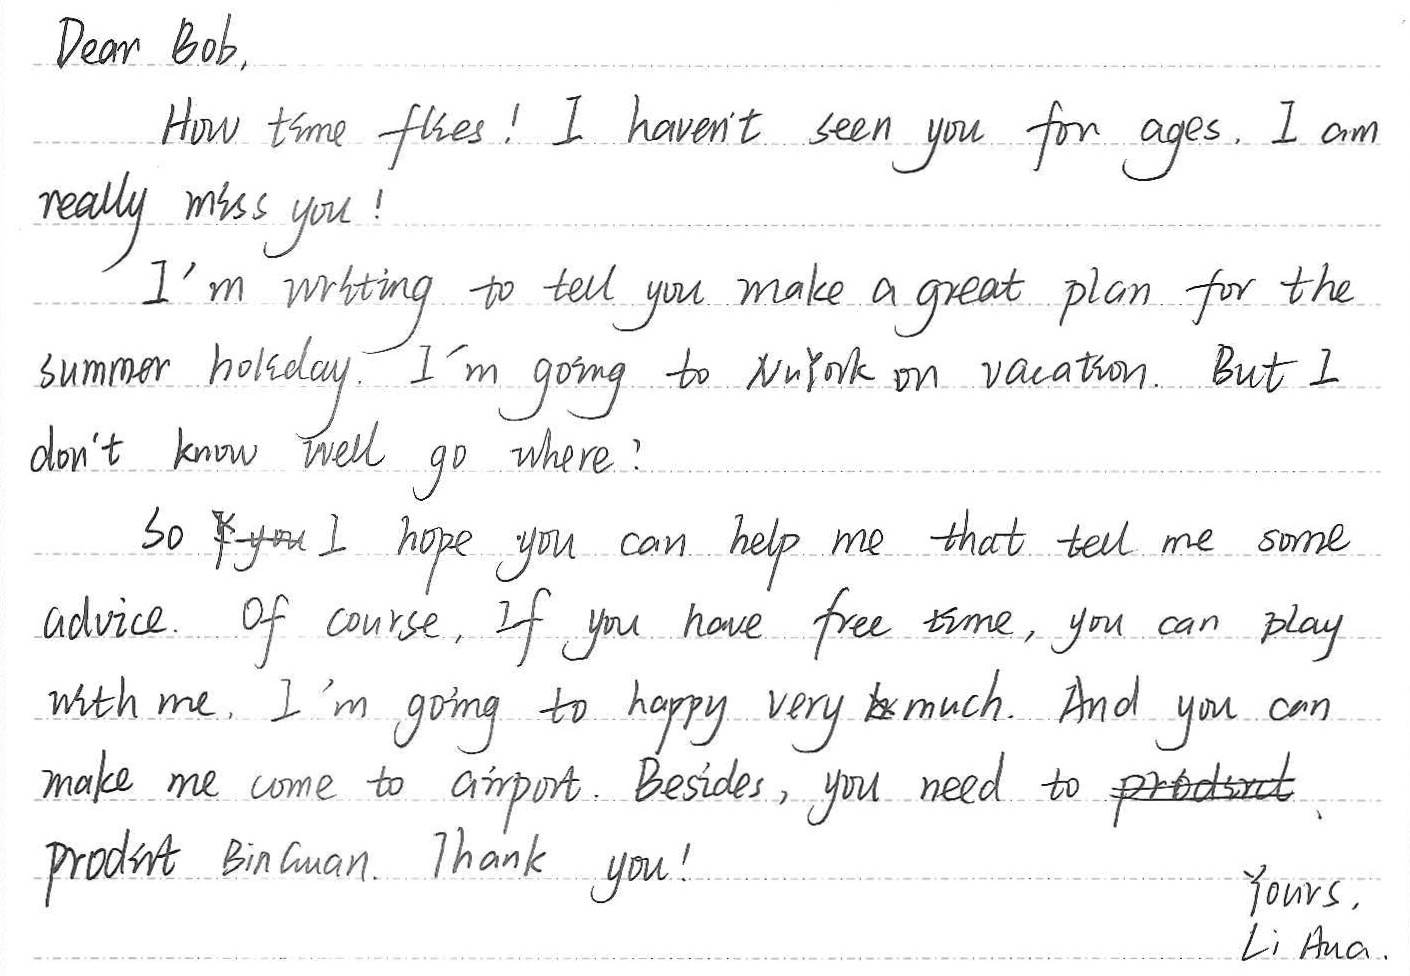 Dear Bob,
How time flies! I haven't seen you for ages. I am
really miss you!
I'm writing to tell you make a great plan for the
summer holiday. I'm going to NuYork on vacation. But I
don't know well go where?
So I hope you can help me that tell me some
advice. Of course, If you have free time, you can play
with me. I'm going to happy very much. And you can
make me come to airport. Besides, you need to
BinGuan. Thank you!
Yours,
Li Hua.